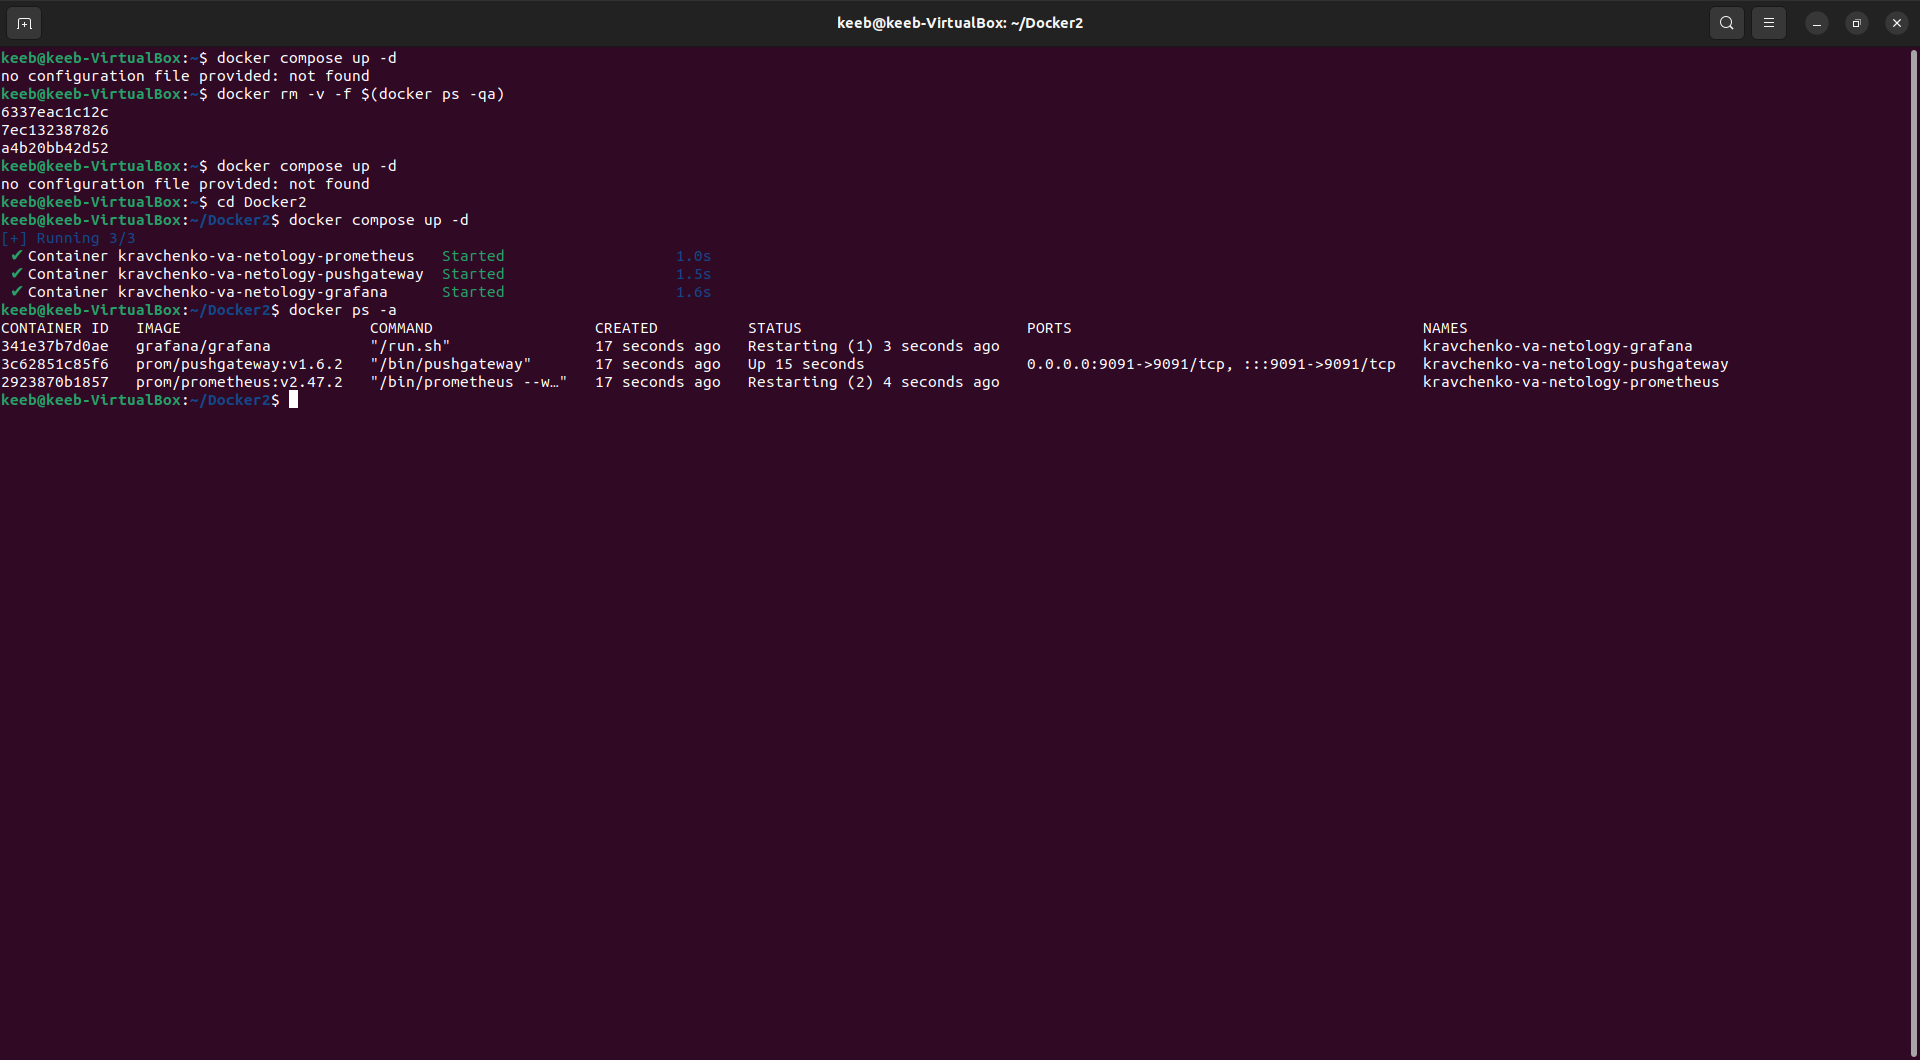 keeb@keeb-VirtualBox: ~/Docker2
keeb@keeb-VirtualBox:~$ docker compose up -d
no configuration file provided: not found
keeb@keeb-VirtualBox:~$ docker rm -v -f $(docker ps -qa)
6337eac1c12c
7ec132387826
a4b20bb42d52
keeb@keeb-VirtualBox:~$ docker compose up -d
no configuration file provided: not found
keeb@keeb-VirtualBox:~$ cd Docker2
keeb@keeb-VirtualBox:~/Docker2$ docker compose up -d
[+] Running 3/3
✔ Container kravchenko-va-netology-prometheus   Started   1.0s
✔ Container kravchenko-va-netology-pushgateway  Started   1.5s
✔ Container kravchenko-va-netology-grafana      Started   1.6s
keeb@keeb-VirtualBox:~/Docker2$ docker ps -a
CONTAINER ID   IMAGE                     COMMAND                  CREATED          STATUS                         PORTS                                       NAMES
341e37b7d0ae   grafana/grafana           "/run.sh"                17 seconds ago   Restarting (1) 3 seconds ago                                               kravchenko-va-netology-grafana
3c62851c85f6   prom/pushgateway:v1.6.2   "/bin/pushgateway"       17 seconds ago   Up 15 seconds                  0.0.0.0:9091->9091/tcp, :::9091->9091/tcp   kravchenko-va-netology-pushgateway
2923870b1857   prom/prometheus:v2.47.2   "/bin/prometheus --w…"   17 seconds ago   Restarting (2) 4 seconds ago                                               kravchenko-va-netology-prometheus
keeb@keeb-VirtualBox:~/Docker2$